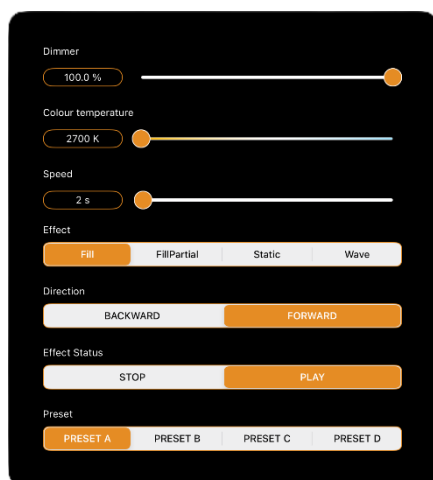 Dimmer
100.0 %
Colour temperature
2700 K
Speed
2 s
Effect
Fill FillPartial Static Wave
Direction
BACKWARD FORWARD
Effect Status
STOP PLAY
Preset
PRESET A PRESET B PRESET C PRESET D